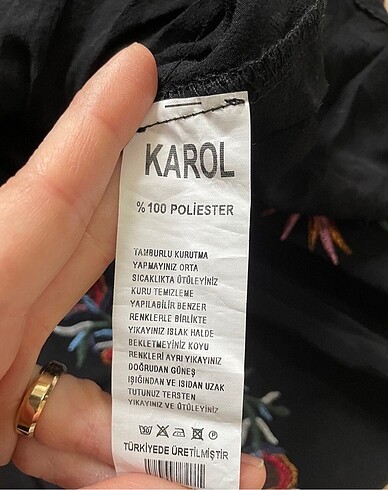 KAROL
%100 POLİESTER
TAMBURLU KURUTMA
YAPMAYINIZ ORTA
SICAKLIKTA ÜTÜLEYİNİZ
KURU TEMİZLEME
YAPILABİLİR BENZER
RENKLERLE BİRLİKTE
YIKAYINIZ ISLAK HALDE
BEKLETMEYİNİZ KOYU
RENKLERİ AYRI YIKAYINIZ
DOĞRUDAN GÜNEŞ
IŞIĞINDAN VE ISIDAN UZAK
TUTUNUZ TERSTEN
YIKAYINIZ VE ÜTÜLEYİNİZ
30 P
TÜRKİYEDE ÜRETİLMİŞTİR